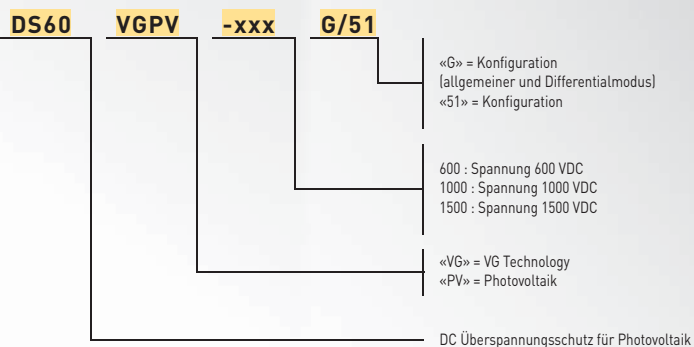 DS60 VGPV -xxx G/51
«G» = Konfiguration
(allgemeiner und Differentialmodus)
«51» = Konfiguration
600 : Spannung 600 VDC
1000 : Spannung 1000 VDC
1500 : Spannung 1500 VDC
«VG» = VG Technology
«PV» = Photovoltaik
DC Überspannungsschutz für Photovoltaik